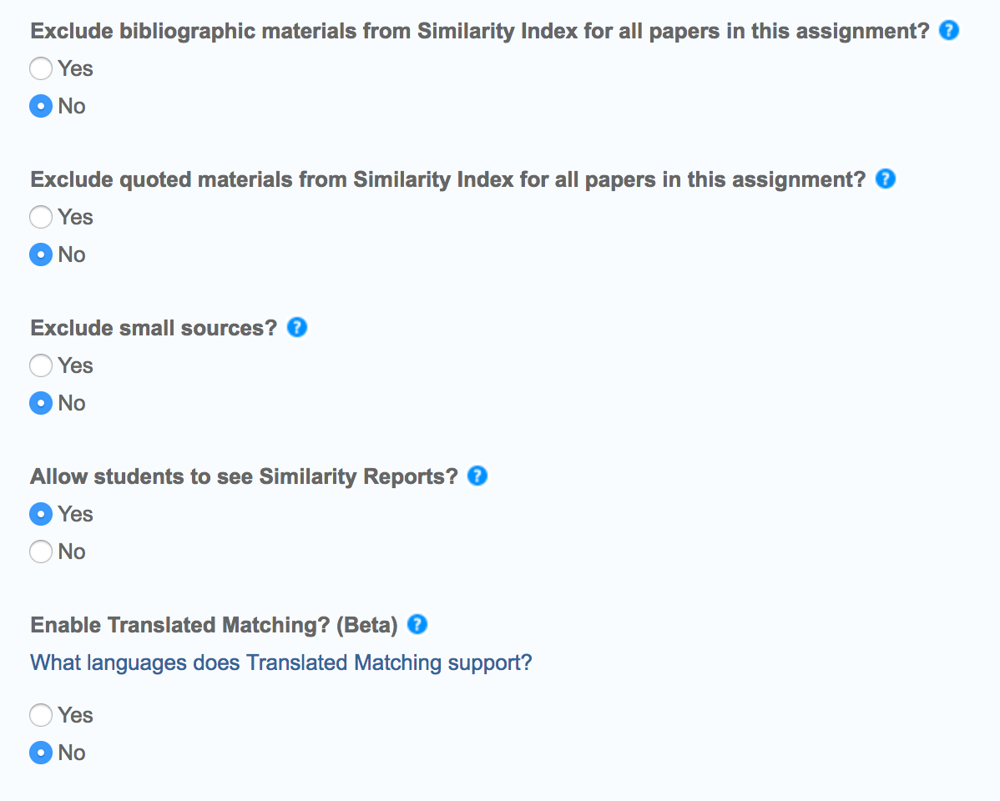 Exclude bibliographic materials from Similarity Index for all papers in this assignment? ?
Yes
No
Exclude quoted materials from Similarity Index for all papers in this assignment? ?
Yes
No
Exclude small sources? ?
Yes
No
Allow students to see Similarity Reports? ?
Yes
No
Enable Translated Matching? (Beta) ?
What languages does Translated Matching support?
Yes
No